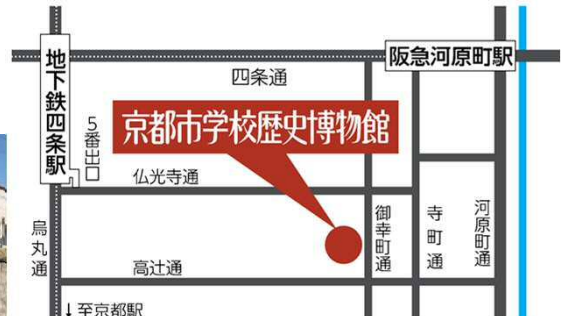 地下鉄四条駅
阪急河原町駅
四条通
5番出口
京都市学校歴史博物館
仏光寺通
烏丸通
御幸町通
寺町通
河原町通
高辻通
↓至京都駅